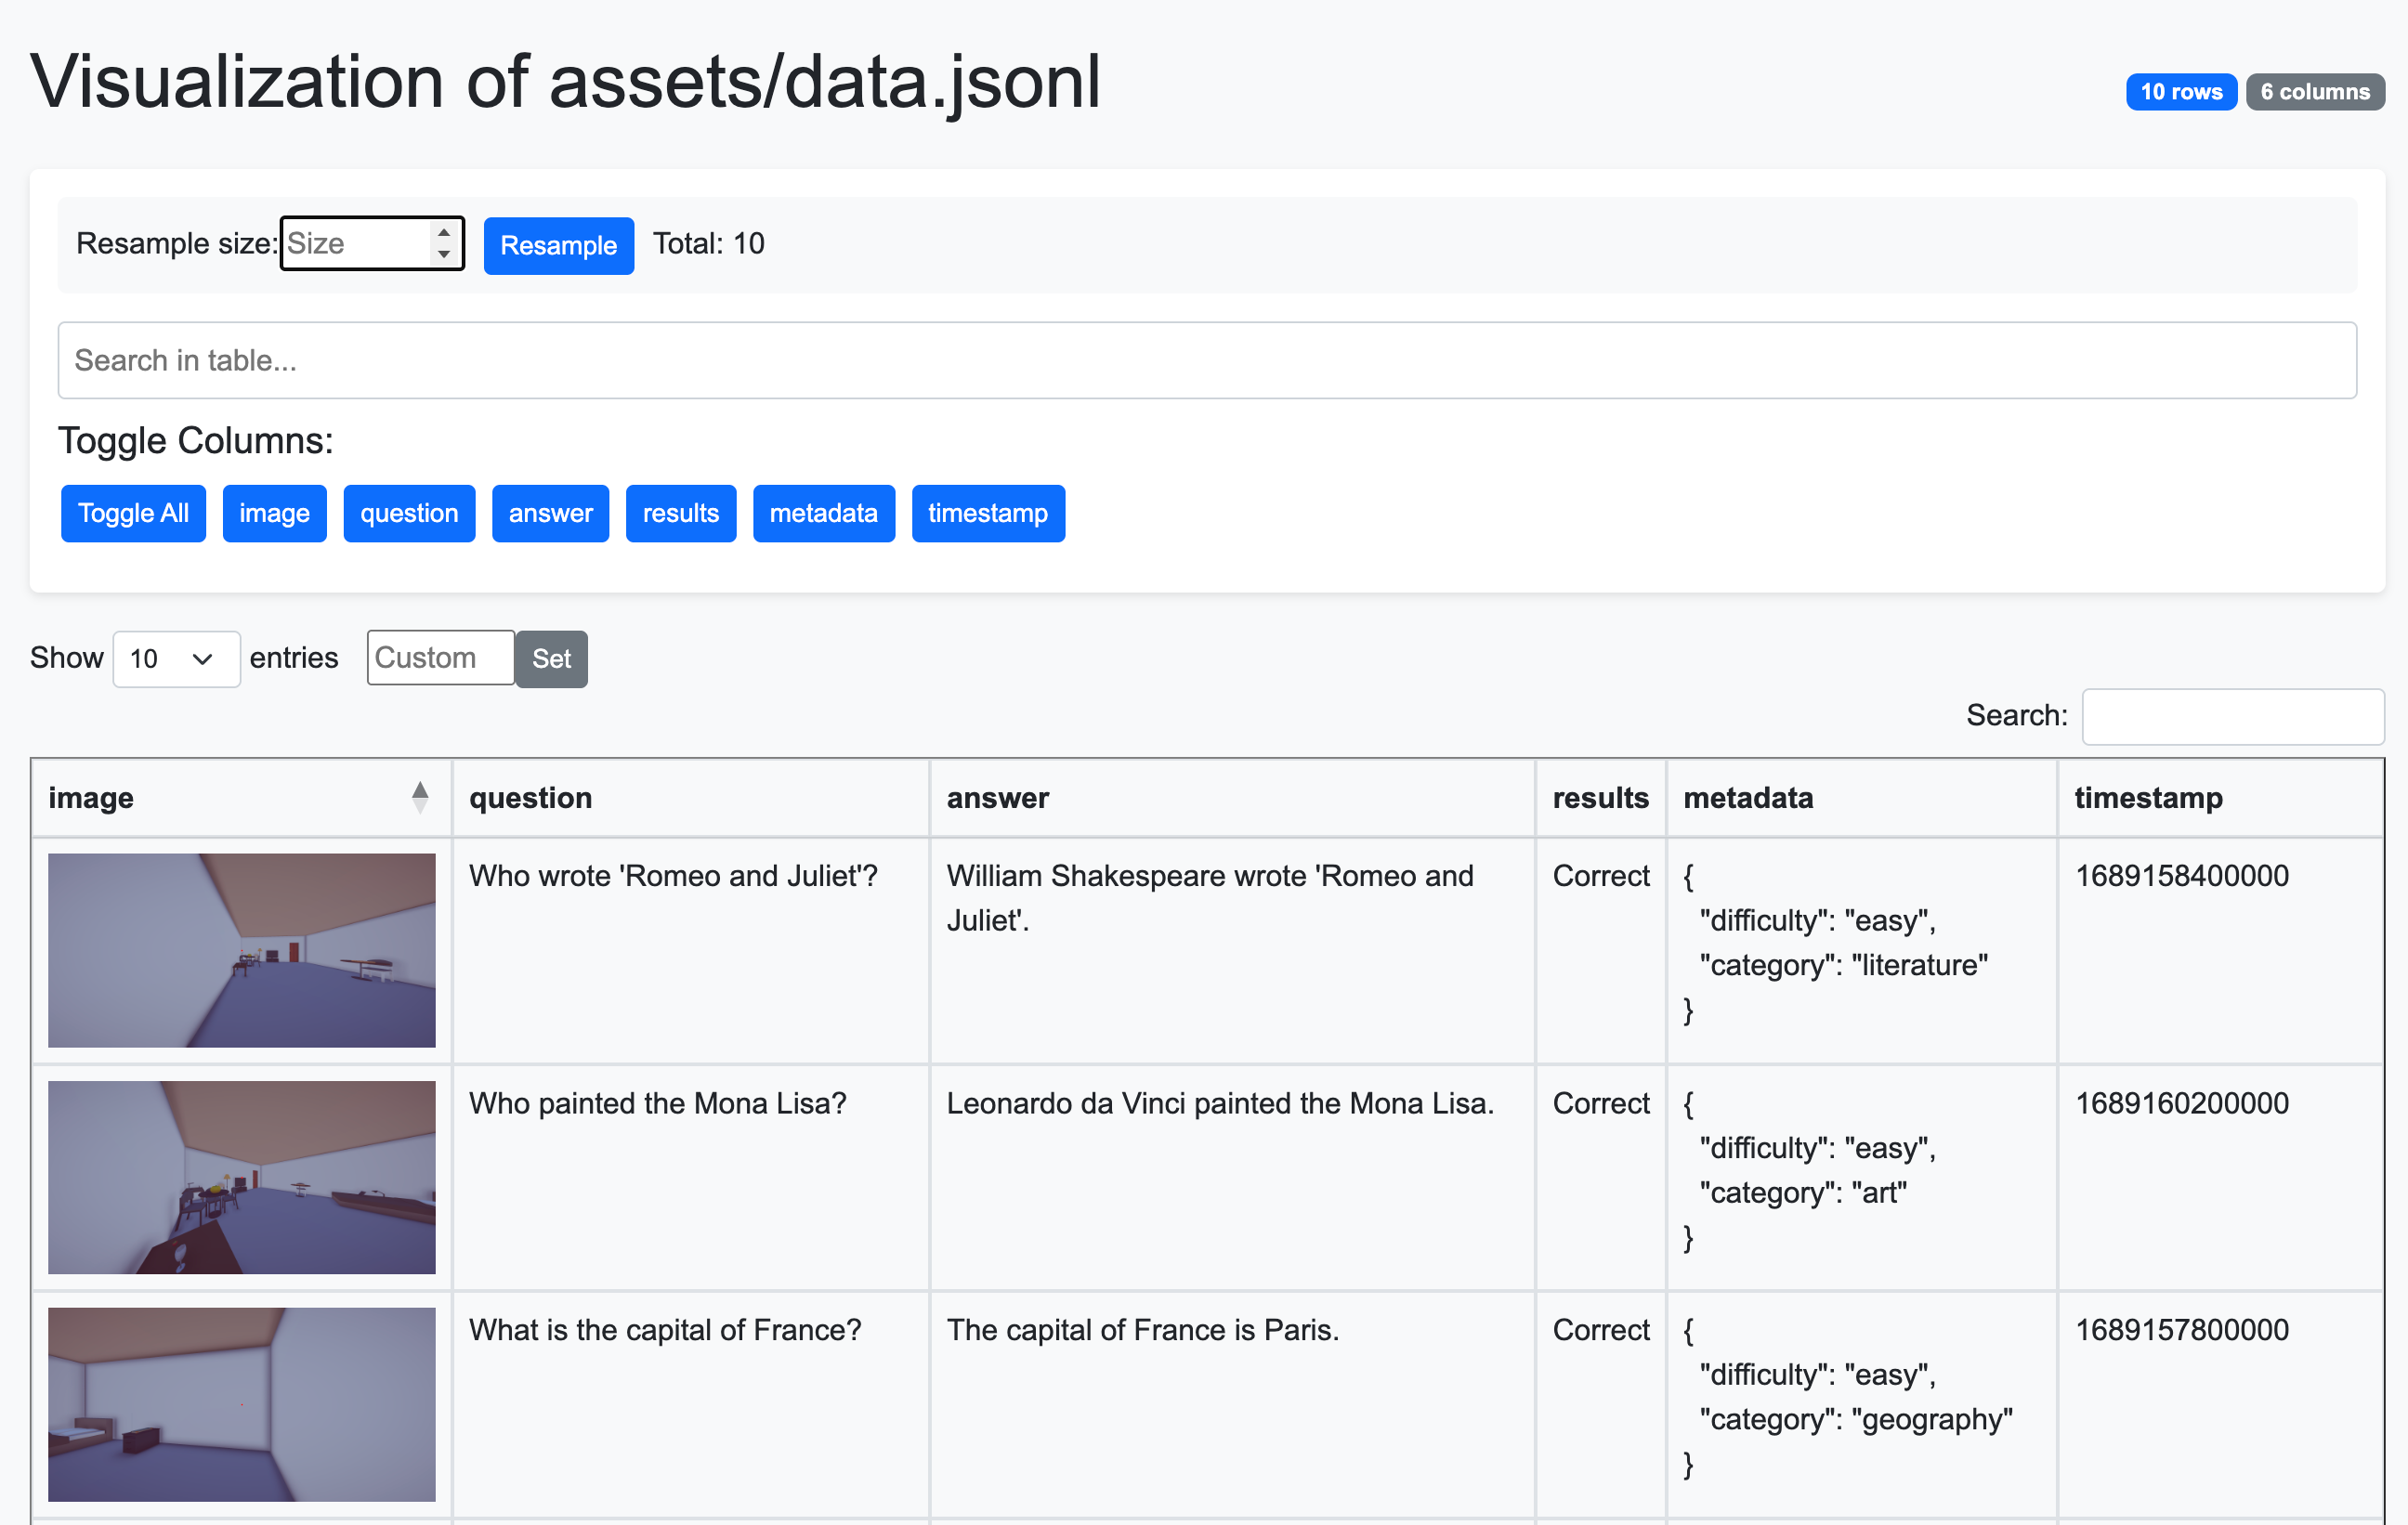 Visualization of assets/data.jsonl
10 rows
6 columns
Resample size:
Size
Resample
Total: 10
Search in table...
Toggle Columns:
Toggle All
image
question
answer
results
metadata
timestamp
Show 10 entries
Custom
Set
Search:
image
question
answer
results
metadata
timestamp
Who wrote 'Romeo and Juliet'?
William Shakespeare wrote 'Romeo and
Juliet'.
Correct
{
"difficulty": "easy",
"category": "literature"
}
1689158400000
Who painted the Mona Lisa?
Leonardo da Vinci painted the Mona Lisa.
Correct
{
"difficulty": "easy",
"category": "art"
}
1689160200000
What is the capital of France?
The capital of France is Paris.
Correct
{
"difficulty": "easy",
"category": "geography"
}
1689157800000